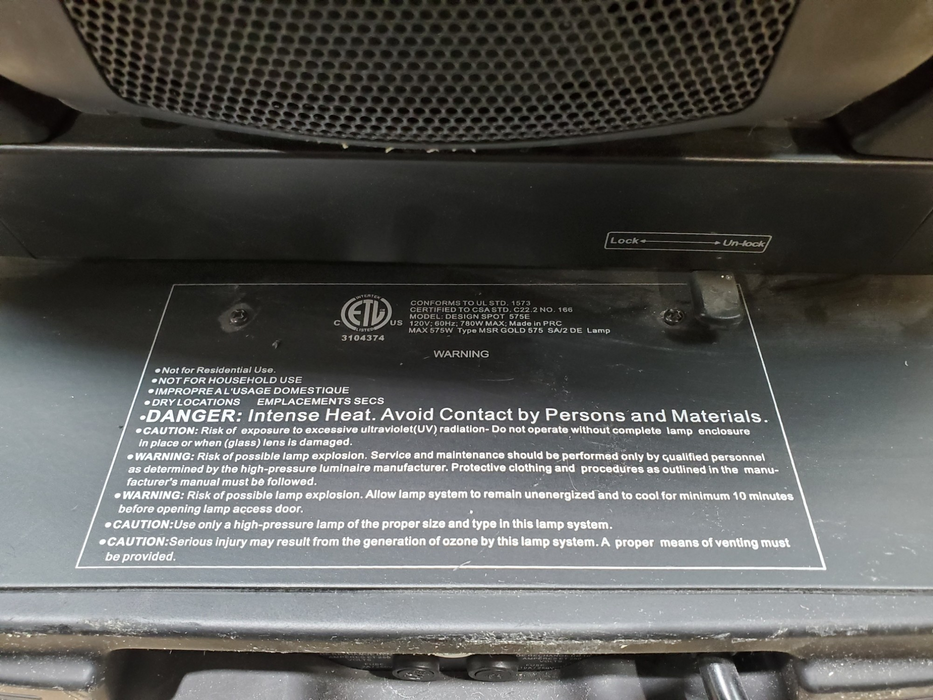 Lock Un-lock
INTERTEK
C ETL US
LISTED
3104374
CONFORMS TO UL STD. 1573
CERTIFIED TO CSA STD. C22.2 NO. 166
MODEL: DESIGN SPOT 575E
120V; 60Hz; 780W MAX; Made in PRC
MAX 575W Type MSR GOLD 575 SA/2 DE Lamp
WARNING
•Not for Residential Use.
•NOT FOR HOUSEHOLD USE
•IMPROPRE A L'USAGE DOMESTIQUE
•DRY LOCATIONS EMPLACEMENTS SECS
•DANGER: Intense Heat. Avoid Contact by Persons and Materials.
•CAUTION: Risk of exposure to excessive ultraviolet(UV) radiation- Do not operate without complete lamp enclosure
in place or when (glass) lens is damaged.
•WARNING: Risk of possible lamp explosion. Service and maintenance should be performed only by qualified personnel
as determined by the high-pressure luminaire manufacturer. Protective clothing and procedures as outlined in the manu-
facturer's manual must be followed.
•WARNING: Risk of possible lamp explosion. Allow lamp system to remain unenergized and to cool for minimum 10 minutes
before opening lamp access door.
•CAUTION:Use only a high-pressure lamp of the proper size and type in this lamp system.
•CAUTION:Serious injury may result from the generation of ozone by this lamp system. A proper means of venting must
be provided.